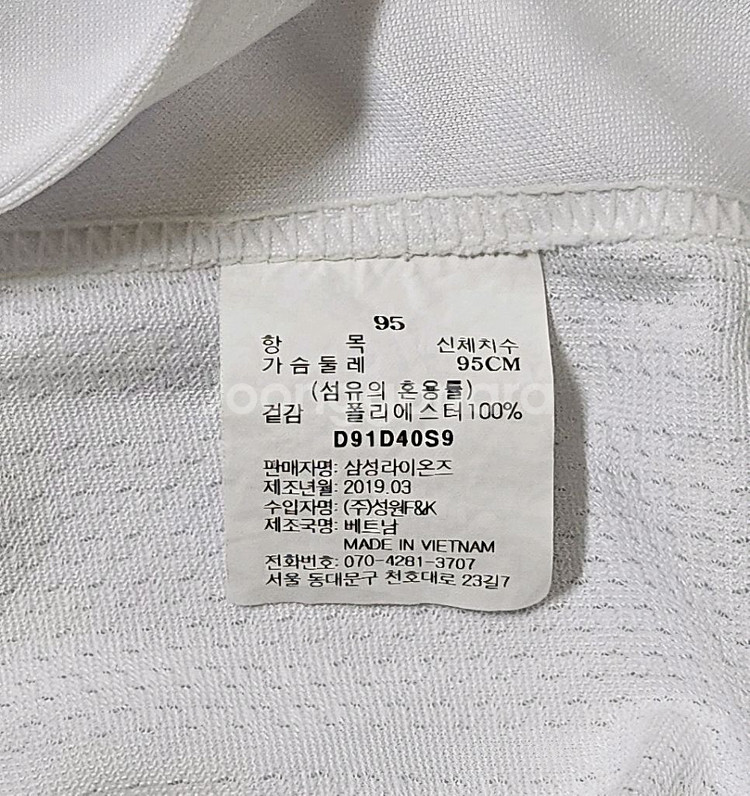 95
항 목 신체치수
가슴둘레 95CM
(섬유의 혼용률)
겉감 폴리에스터100%
D91D40S9
판매자명: 삼성라이온즈
제조년월: 2019.03
수입자명: (주)성원F&K
제조국명: 베트남
MADE IN VIETNAM
전화번호: 070-4281-3707
서울 동대문구 천호대로 23길7